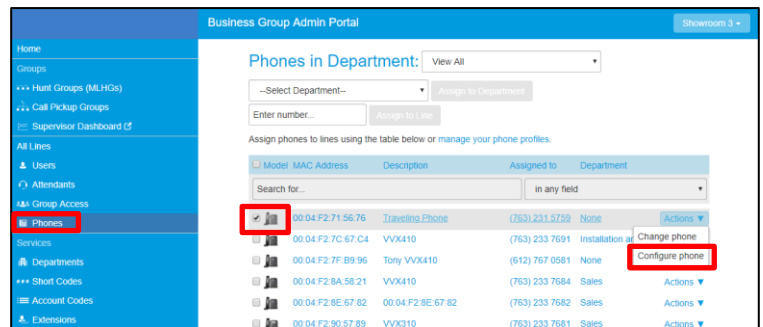 Business Group Admin Portal
Showroom 3
Home
Groups
Hunt Groups (MLHGs)
Call Pickup Groups
Supervisor Dashboard
All Lines
Users
Attendants
Group Access
Phones
Services
Departments
Short Codes
Account Codes
Extensions
Phones in Department: View All
--Select Department-- Assign to Department
Enter number... Assign to Line
Assign phones to lines using the table below or manage your phone profiles.
Model MAC Address Description Assigned to Department
Search for... in any field
00:04:F2:71:56:76 Traveling Phone (763) 231 5759 None Actions ▼
Change phone
Configure phone
00:04:F2:7C:67:C4 VVX410 (763) 233 7691 Installation a
00:04:F2:7F:B9:96 Tony VVX410 (612) 767 0581 None
00:04:F2:8A:58:21 VVX410 (763) 233 7684 Sales Actions ▼
00:04:F2:8E:67:82 00:04:F2:8E:67:82 (763) 233 7682 Sales Actions ▼
00:04:F2:90:57:89 VVX310 (763) 233 7681 Sales Actions ▼